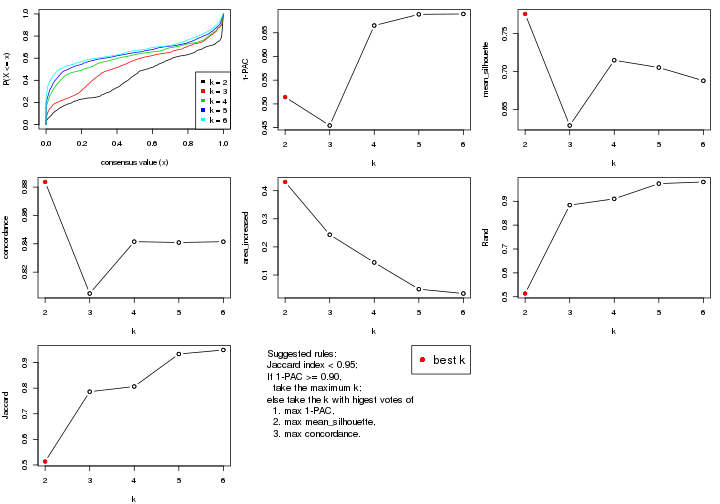 P(X <= x)
0.0 0.2 0.4 0.6 0.8 1.0
k = 2
k = 3
k = 4
k = 5
k = 6
0.0 0.2 0.4 0.6 0.8 1.0
consensus value (x)
1-PAC
0.45 0.50 0.55 0.60 0.65
2 3 4 5 6
k
mean_silhouette
0.65 0.70 0.75
2 3 4 5 6
k
concordance
0.82 0.84 0.86 0.88
2 3 4 5 6
k
area_increased
0.1 0.2 0.3 0.4
2 3 4 5 6
k
Rand
0.5 0.6 0.7 0.8 0.9
2 3 4 5 6
k
Jaccard
0.5 0.6 0.7 0.8 0.9
2 3 4 5 6
k
Suggested rules:
Jaccard index < 0.95;
If 1-PAC >= 0.90,
take the maximum k;
else take the k with higest votes of
1. max 1-PAC,
2. max mean_silhouette,
3. max concordance.
best k